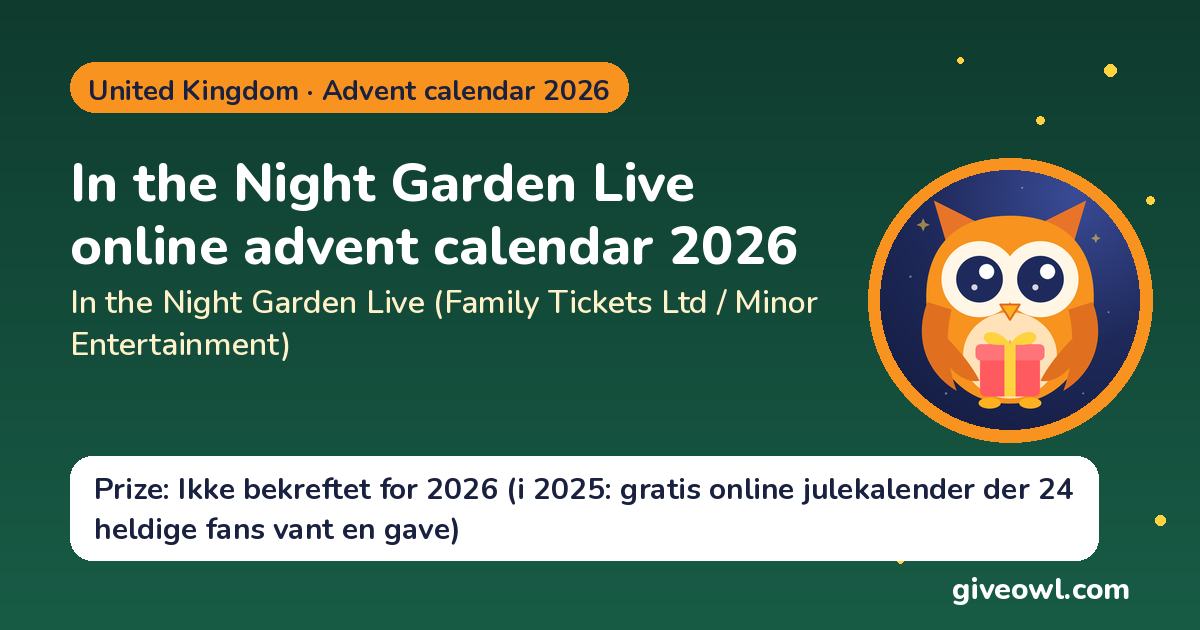 United Kingdom · Advent calendar 2026
In the Night Garden Live
online advent calendar 2026
In the Night Garden Live (Family Tickets Ltd / Minor
Entertainment)
Prize: Ikke bekreftet for 2026 (i 2025: gratis online julekalender der 24
heldige fans vant en gave)
giveowl.com